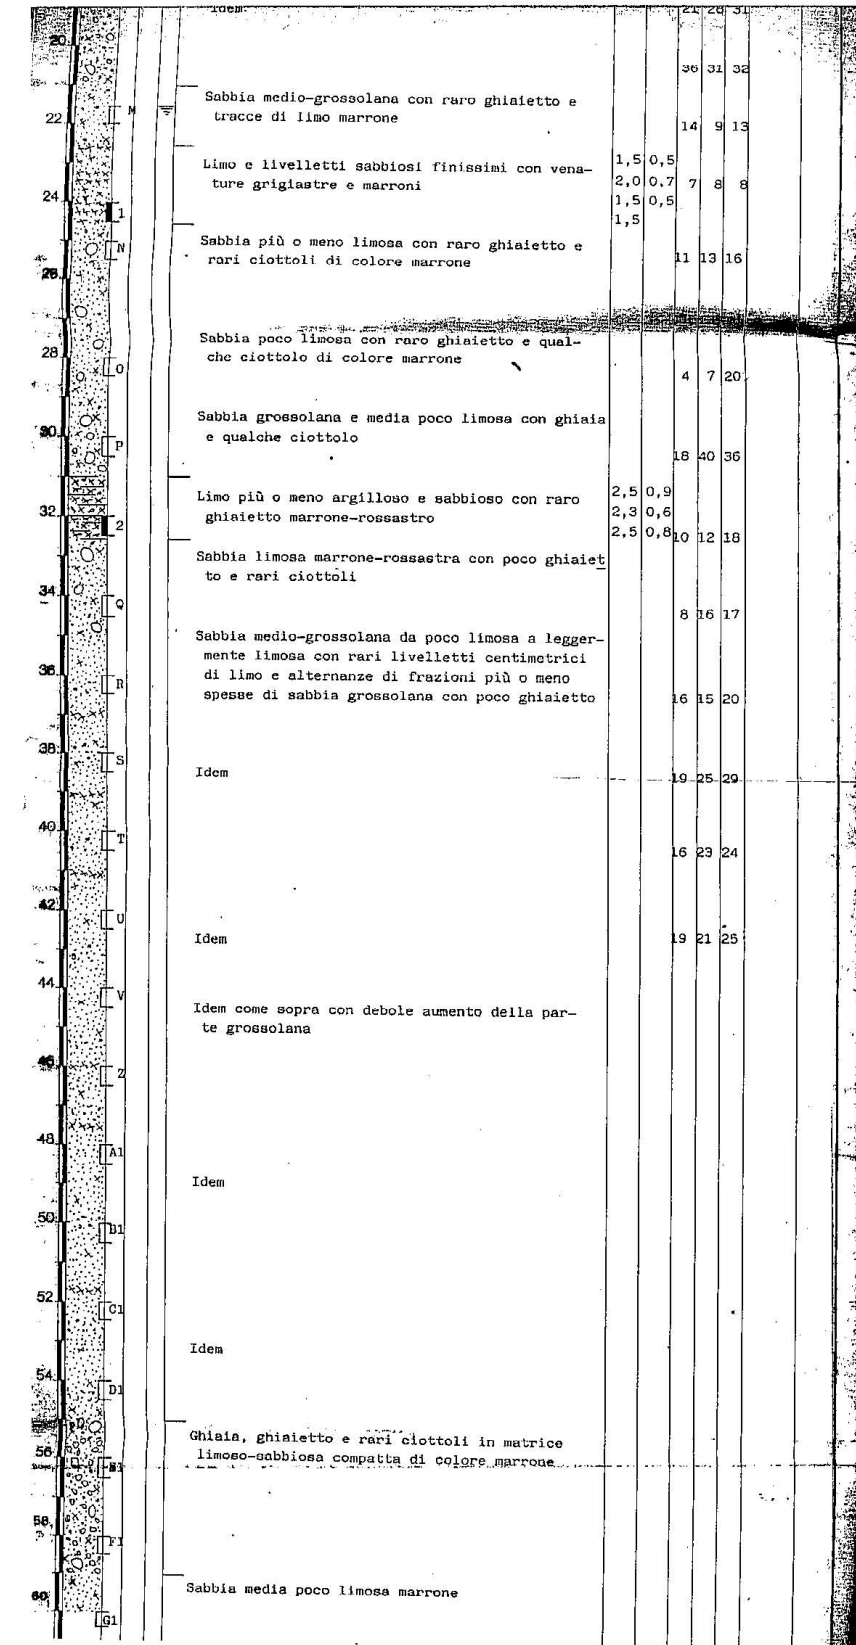 Idem
21 26 31
20
36 31 32
Sabbia medio-grossolana con raro ghiaietto e
tracce di limo marrone
22
M
14 9 13
Limo e livelletti sabbiosi finissimi con vena-
ture grigiastre e marroni
1,5 0,5
2,0 0,7 7 8 8
1,5 0,5
1,5
24
1
Sabbia più o meno limosa con raro ghiaietto e
rari ciottoli di colore marrone
N
11 13 16
26
Sabbia poco limosa con raro ghiaietto e qual-
che ciottolo di colore marrone
28
O
4 7 20
Sabbia grossolana e media poco limosa con ghiaia
e qualche ciottolo
30
P
18 40 36
Limo più o meno argilloso e sabbioso con raro
ghiaietto marrone-rossastro
2,5 0,9
2,3 0,6
2,5 0,8 10 12 18
32
2
Sabbia limosa marrone-rossastra con poco ghiaiet
to e rari ciottoli
34
Q
8 16 17
Sabbia medio-grossolana da poco limosa a legger-
mente limosa con rari livelletti centimetrici
di limo e alternanze di frazioni più o meno
spesse di sabbia grossolana con poco ghiaietto
36
R
16 15 20
38
S
Idem
19 25 29
40
T
16 23 24
42
U
Idem
19 21 25
44
V
Idem come sopra con debole aumento della par-
te grossolana
46
Z
48
A1
Idem
50
B1
52
C1
Idem
54
D1
Ghiaia, ghiaietto e rari ciottoli in matrice
limoso-sabbiosa compatta di colore marrone
56
58
F1
Sabbia media poco limosa marrone
60
G1